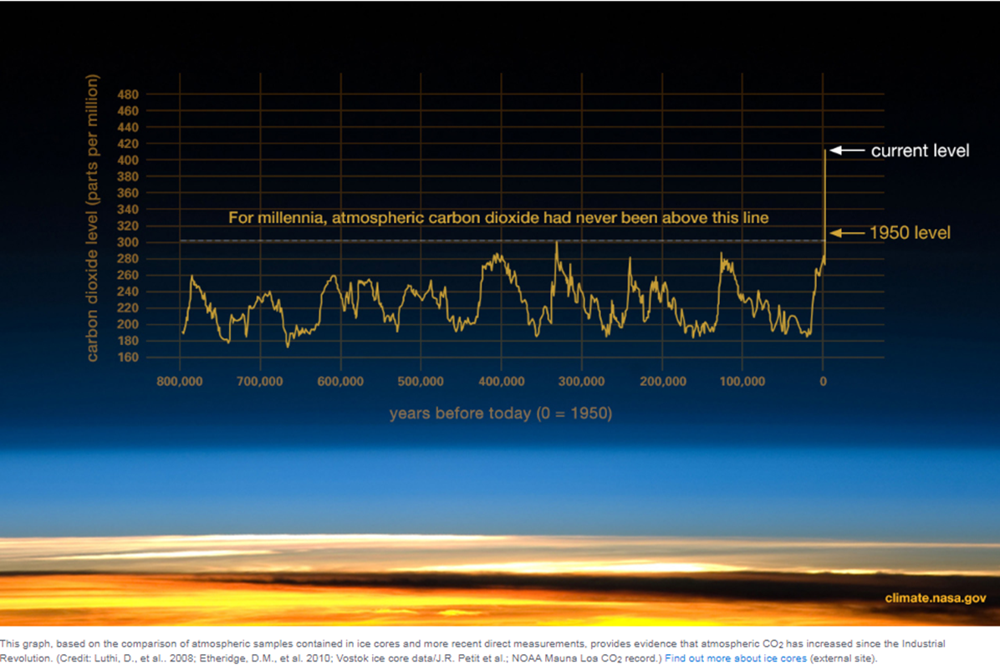 carbon dioxide level (parts per million)
480
460
440
420
400
380
360
340
320
300
280
260
240
220
200
180
160
current level
For millennia, atmospheric carbon dioxide had never been above this line
1950 level
800,000 700,000 600,000 500,000 400,000 300,000 200,000 100,000 0
years before today (0 = 1950)
climate.nasa.gov
This graph, based on the comparison of atmospheric samples contained in ice cores and more recent direct measurements, provides evidence that atmospheric CO2 has increased since the Industrial
Revolution. (Credit: Luthi, D., et al.. 2008; Etheridge, D.M., et al. 2010; Vostok ice core data/J.R. Petit et al.; NOAA Mauna Loa CO2 record.) Find out more about ice cores (external site).